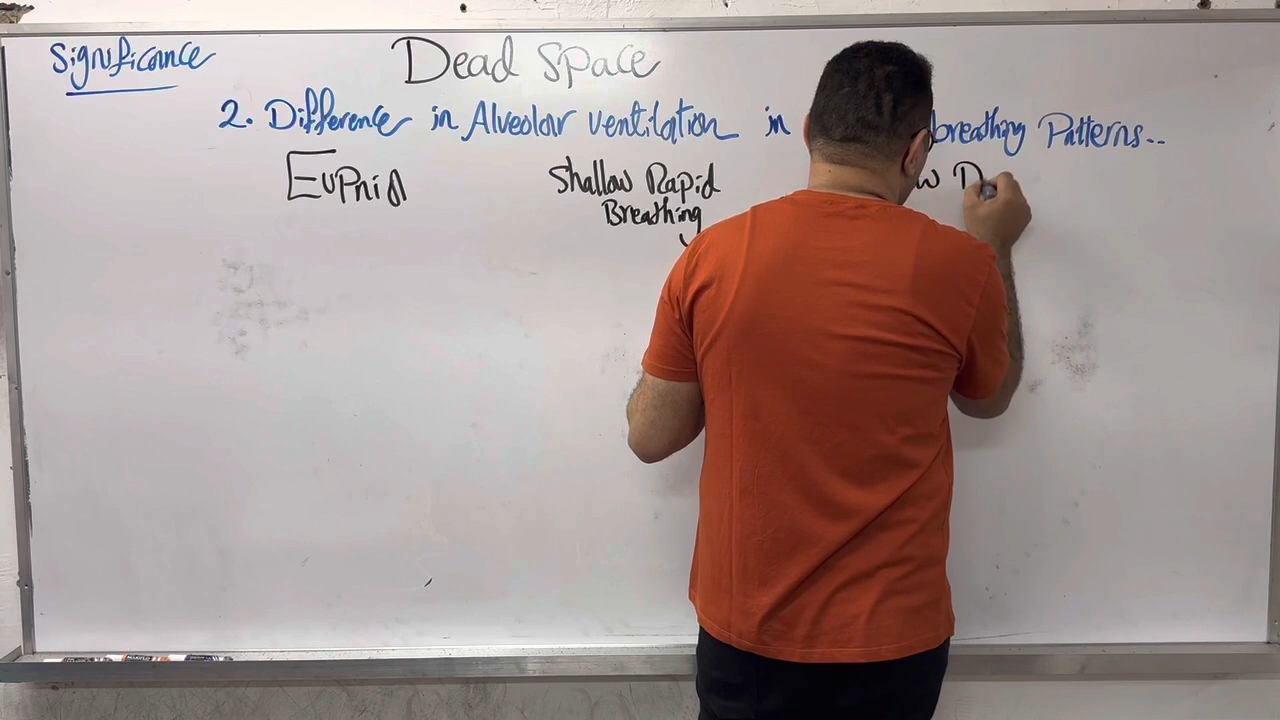 Significance
Dead Space
2. Difference in Alveolar ventilation in breathing Patterns..
Eupnia
Shallow Rapid
Breathing
w D